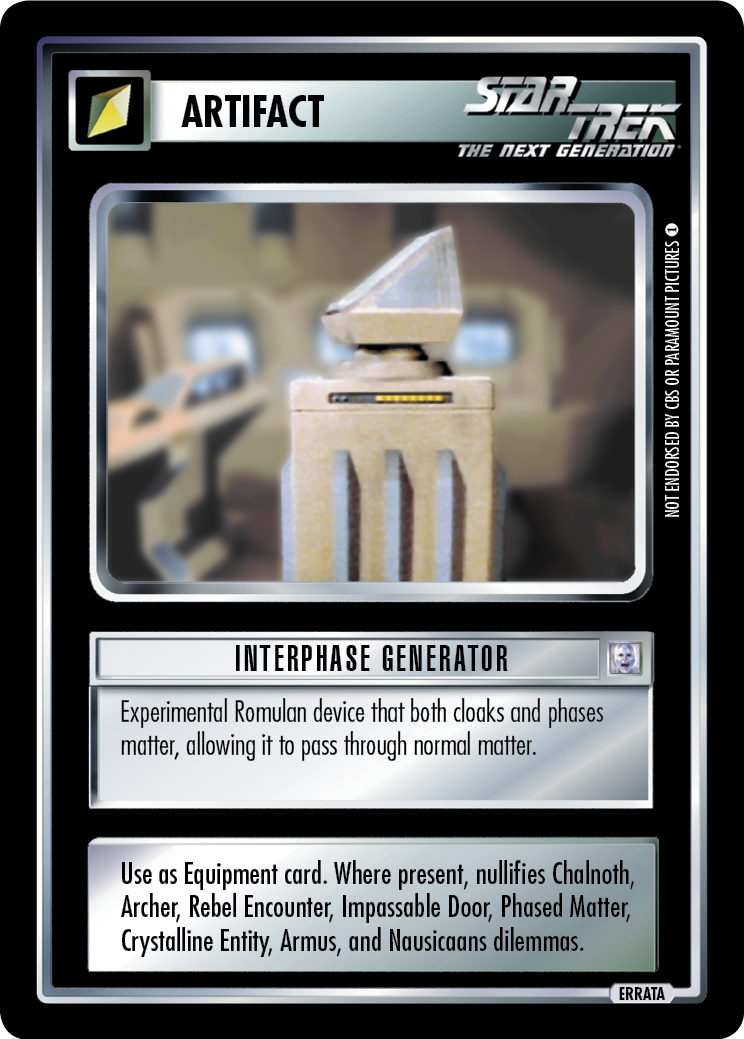 ARTIFACT
STAR TREK
THE NEXT GENERATION
NOT ENDORSED BY CBS OR PARAMOUNT PICTURES 1
INTERPHASE GENERATOR
Experimental Romulan device that both cloaks and phases
matter, allowing it to pass through normal matter.
Use as Equipment card. Where present, nullifies Chalnoth,
Archer, Rebel Encounter, Impassable Door, Phased Matter,
Crystalline Entity, Armus, and Nausicaans dilemmas.
ERRATA